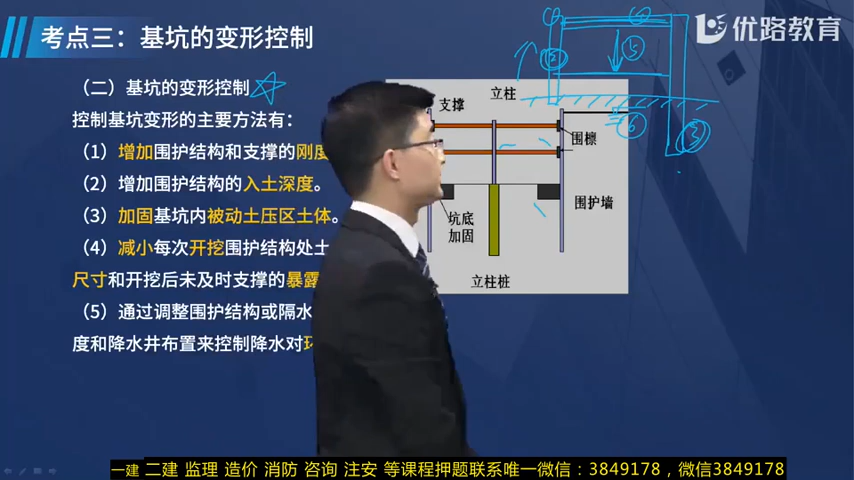 考点三：基坑的变形控制
优路教育
（二）基坑的变形控制
控制基坑变形的主要方法有：
（1）增加围护结构和支撑的刚度
（2）增加围护结构的入土深度。
（3）加固基坑内被动土压区土体。
（4）减小每次开挖围护结构处土
尺寸和开挖后未及时支撑的暴露
（5）通过调整围护结构或隔水
度和降水井布置来控制降水对环
支撑
立柱
围檩
围护墙
坑底
加固
立柱桩
⑤
⑥
③
一建 二建 监理 造价 消防 咨询 注安 等课程押题联系唯一微信：3849178，微信3849178